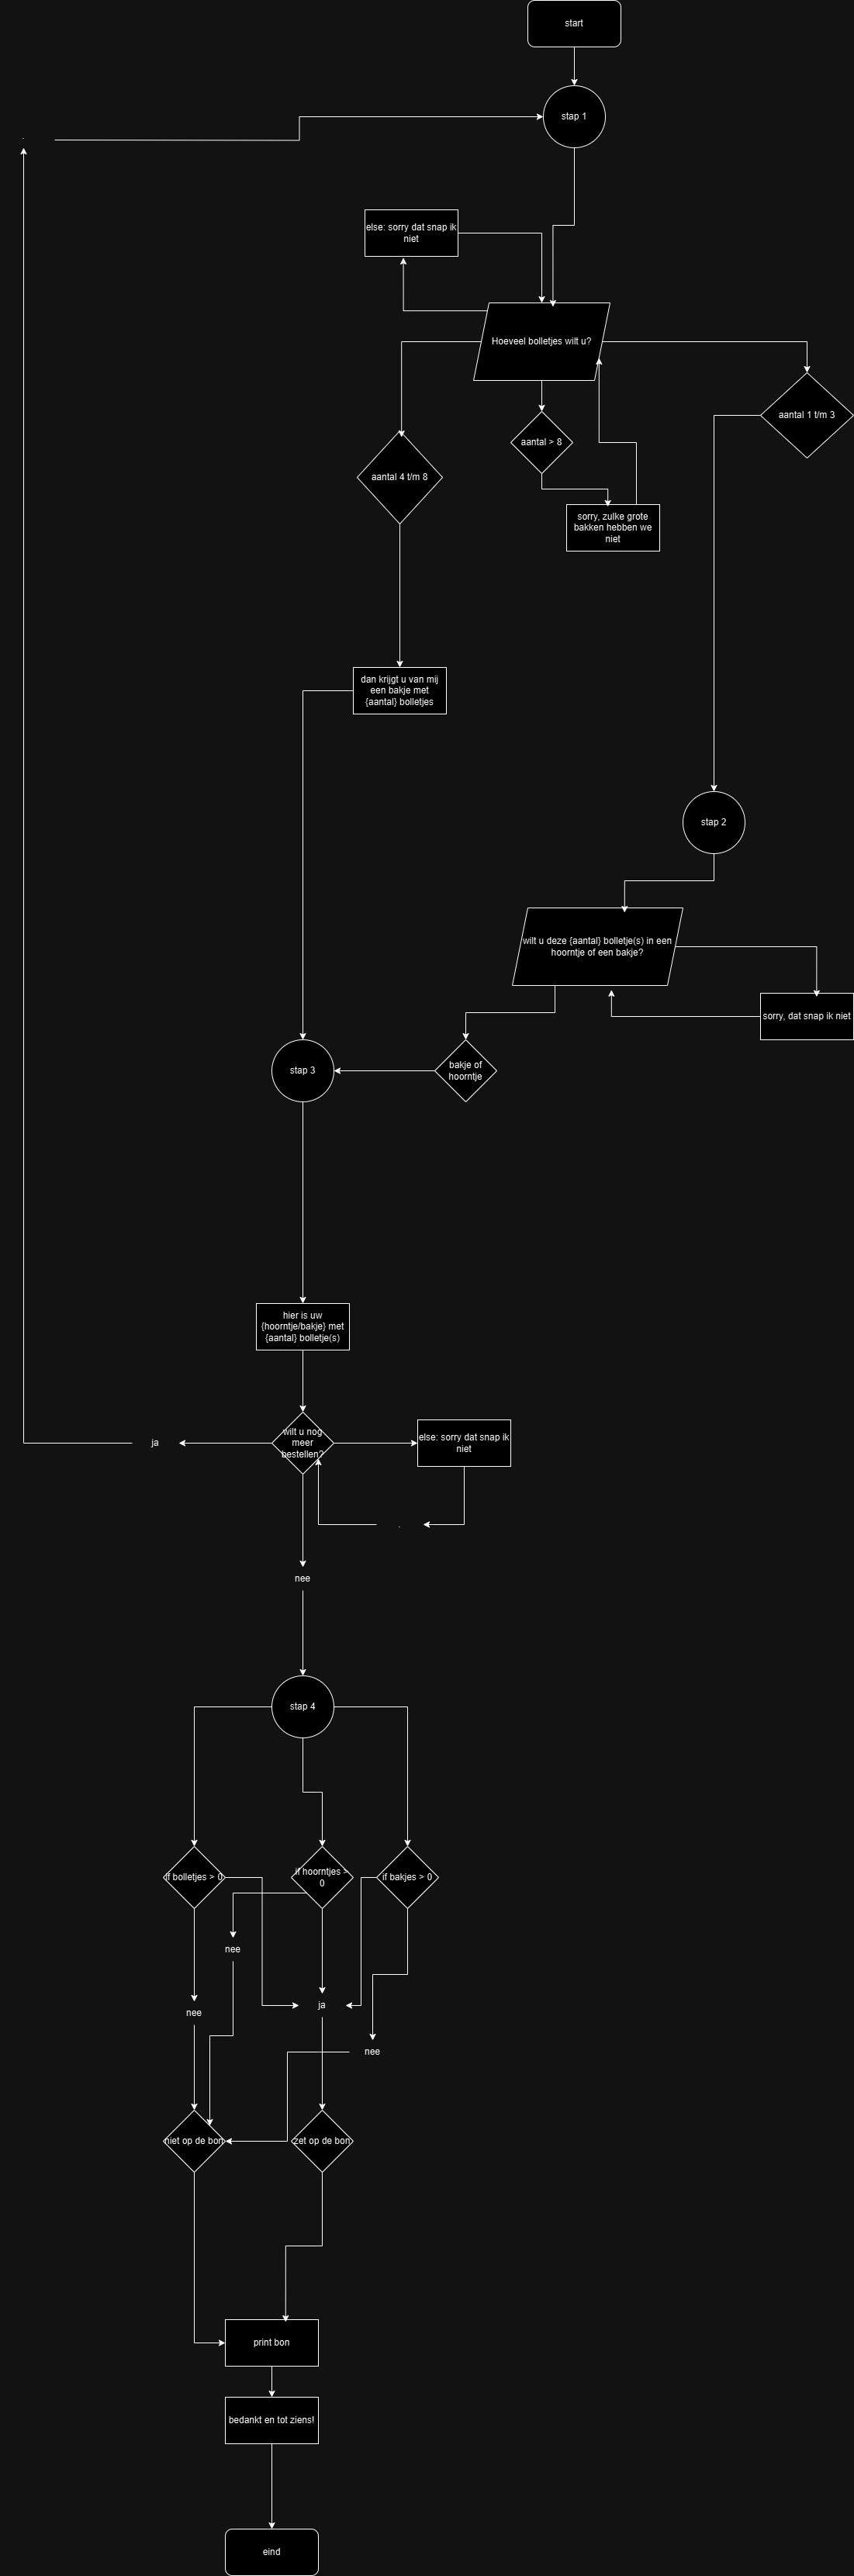 start
stap 1
else: sorry dat snap ik
niet
Hoeveel bolletjes wilt u?
aantal 1 t/m 3
aantal > 8
aantal 4 t/m 8
sorry, zulke grote
bakken hebben we
niet
dan krijgt u van mij
een bakje met
{aantal} bolletjes
stap 2
wilt u deze {aantal} bolletje(s) in een
hoorntje of een bakje?
sorry, dat snap ik niet
bakje of
hoorntje
stap 3
hier is uw
{hoorntje/bakje} met
{aantal} bolletje(s)
wilt u nog
meer
bestellen?
ja
else: sorry dat snap ik
niet
nee
stap 4
if bolletjes > 0
if hoorntjes >
0
if bakjes > 0
nee
ja
nee
nee
niet op de bon
zet op de bon
print bon
bedankt en tot ziens!
eind